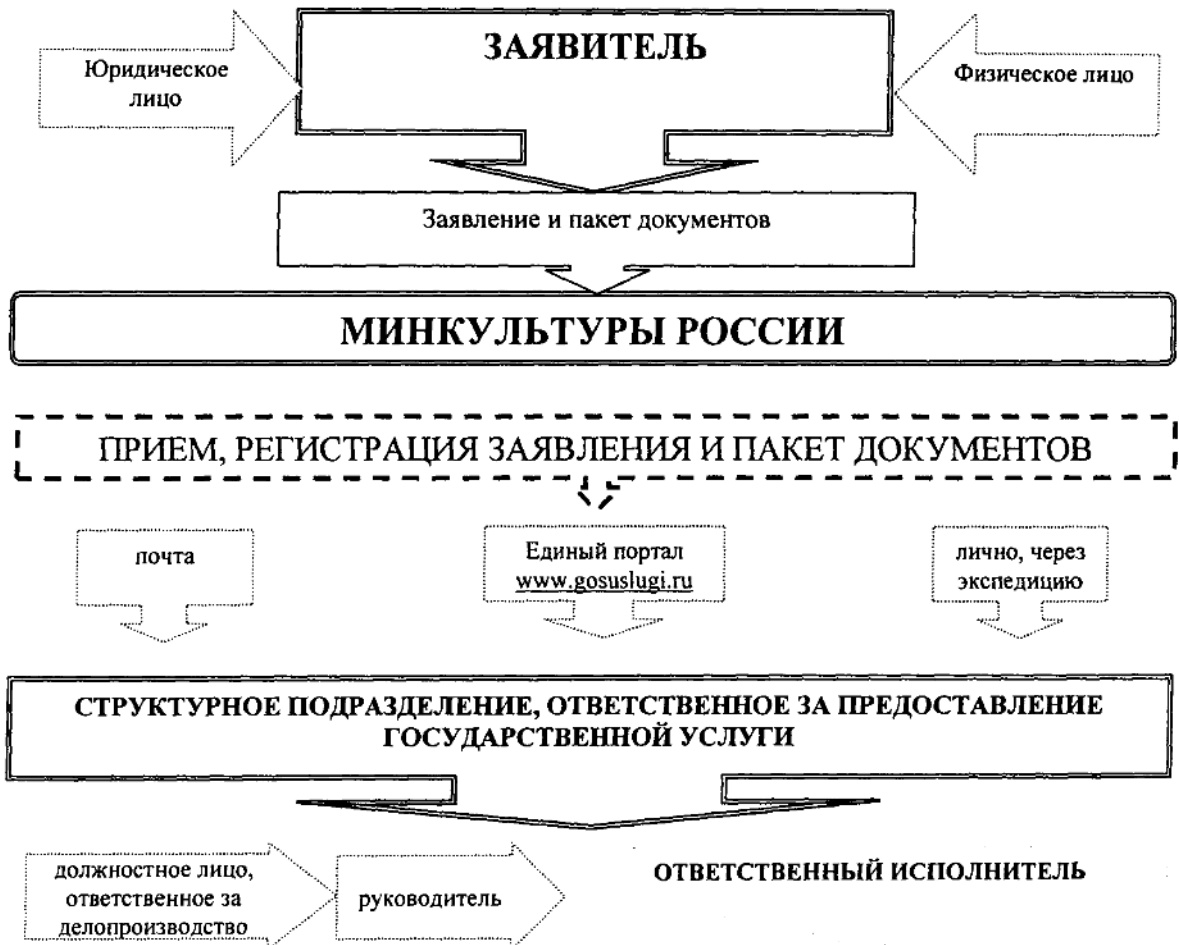 ЗАЯВИТЕЛЬ
Юридическое
лицо
Физическое лицо
Заявление и пакет документов
МИНКУЛЬТУРЫ РОССИИ
ПРИЕМ, РЕГИСТРАЦИЯ ЗАЯВЛЕНИЯ И ПАКЕТ ДОКУМЕНТОВ
почта
Единый портал
www.gosuslugi.ru
лично, через
экспедицию
СТРУКТУРНОЕ ПОДРАЗДЕЛЕНИЕ, ОТВЕТСТВЕННОЕ ЗА ПРЕДОСТАВЛЕНИЕ
ГОСУДАРСТВЕННОЙ УСЛУГИ
должностное лицо,
ответственное за
делопроизводство
руководитель
ОТВЕТСТВЕННЫЙ ИСПОЛНИТЕЛЬ